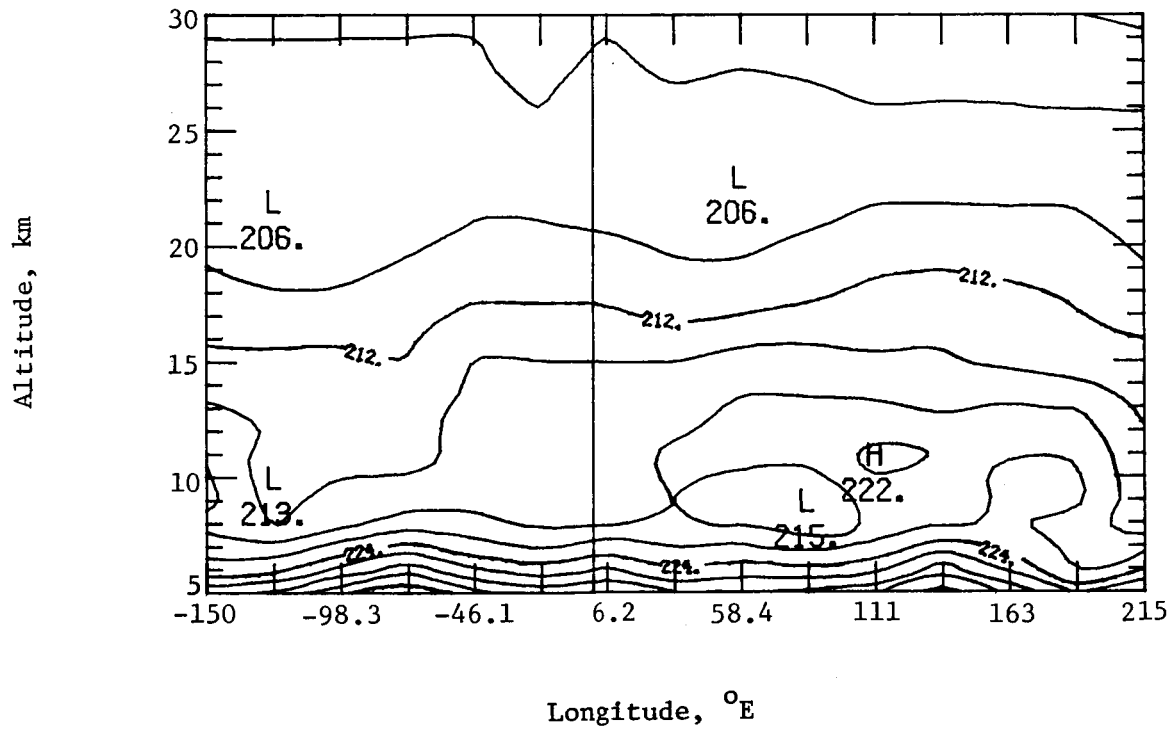 30
25
20
15
10
5
Altitude, km
L
206.
L
206.
212.
212.
212.
L
213.
H
222.
L
215.
224.
224.
224.
-150 -98.3 -46.1 6.2 58.4 111 163 215
Longitude, °E